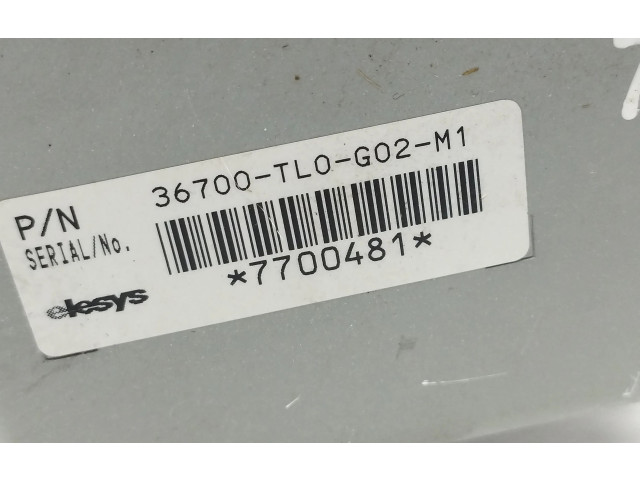 P/N 36700-TL0-G02-M1
SERIAL/No.
*7700481*
elesys